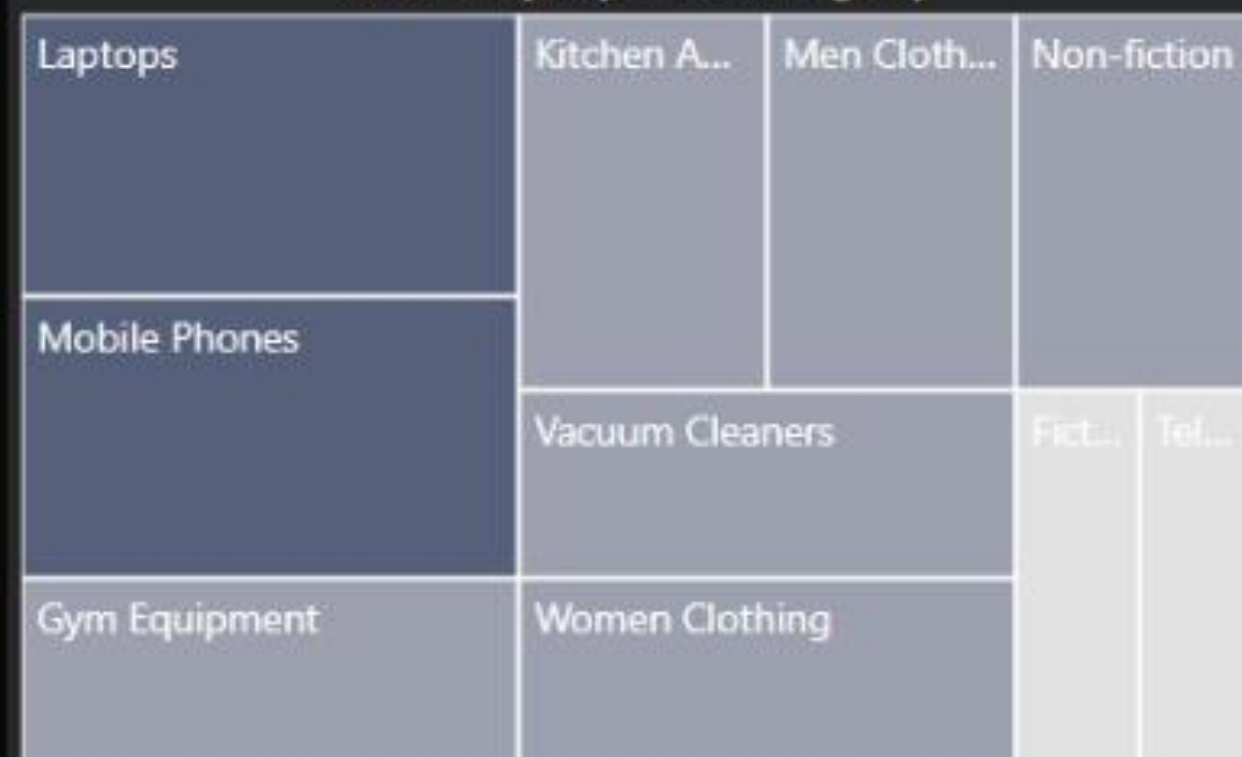 Laptops
Kitchen A...
Men Cloth...
Non-fiction
Mobile Phones
Vacuum Cleaners
Fict...
Tel...
Gym Equipment
Women Clothing